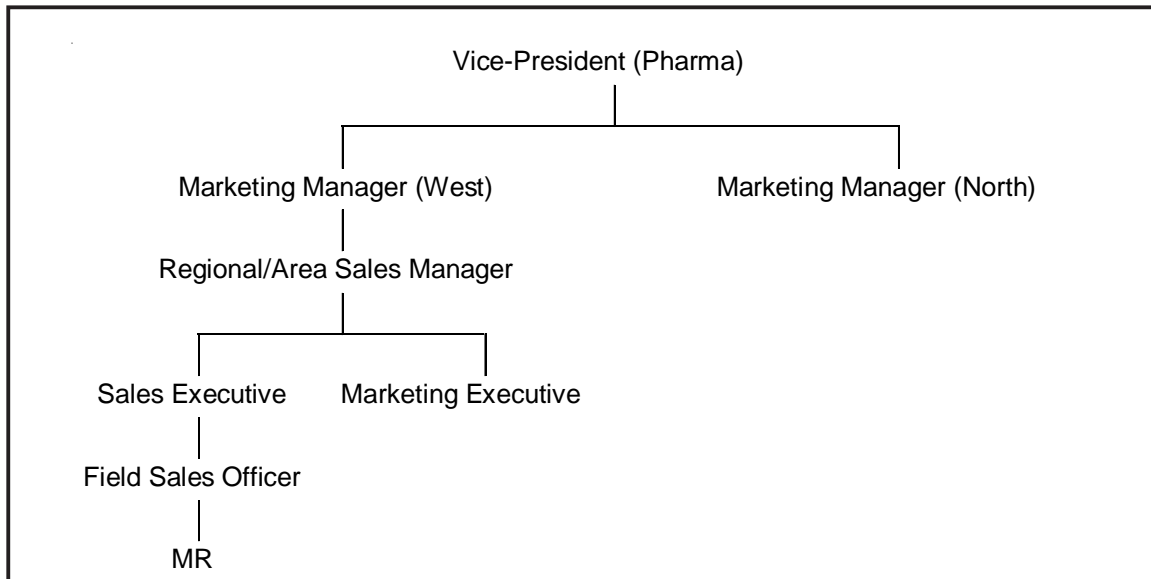 Vice-President (Pharma)
Marketing Manager (West) Marketing Manager (North)
Regional/Area Sales Manager
Sales Executive Marketing Executive
Field Sales Officer
MR